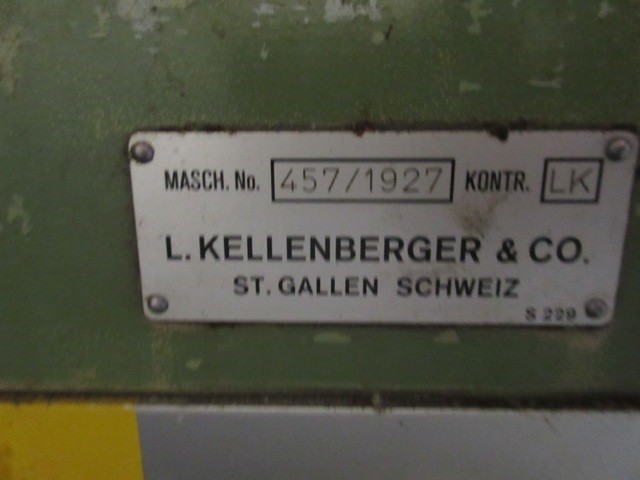 MASCH. No. 457/1927 KONTR. LK
L. KELLENBERGER & CO.
ST. GALLEN SCHWEIZ
S 229